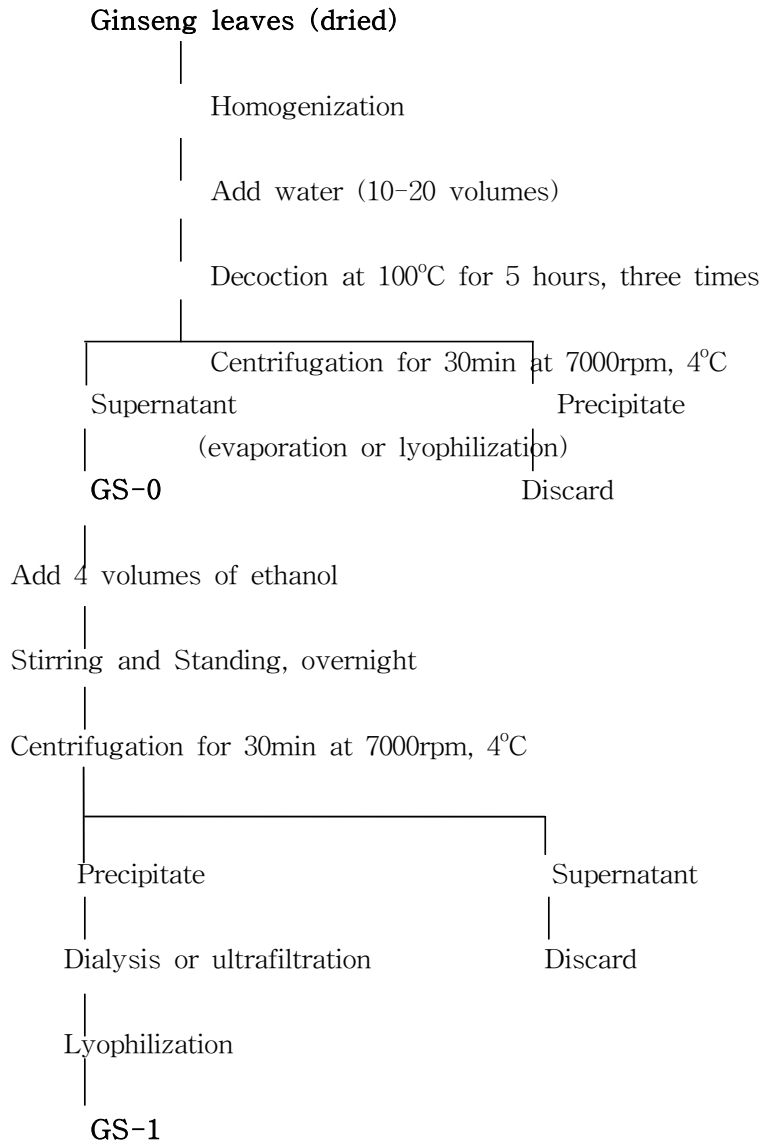 Ginseng leaves (dried)
Homogenization
Add water (10-20 volumes)
Decoction at 100°C for 5 hours, three times
Centrifugation for 30min at 7000rpm, 4°C
Supernatant Precipitate
(evaporation or lyophilization)
GS-0 Discard
Add 4 volumes of ethanol
Stirring and Standing, overnight
Centrifugation for 30min at 7000rpm, 4°C
Precipitate Supernatant
Dialysis or ultrafiltration Discard
Lyophilization
GS-1